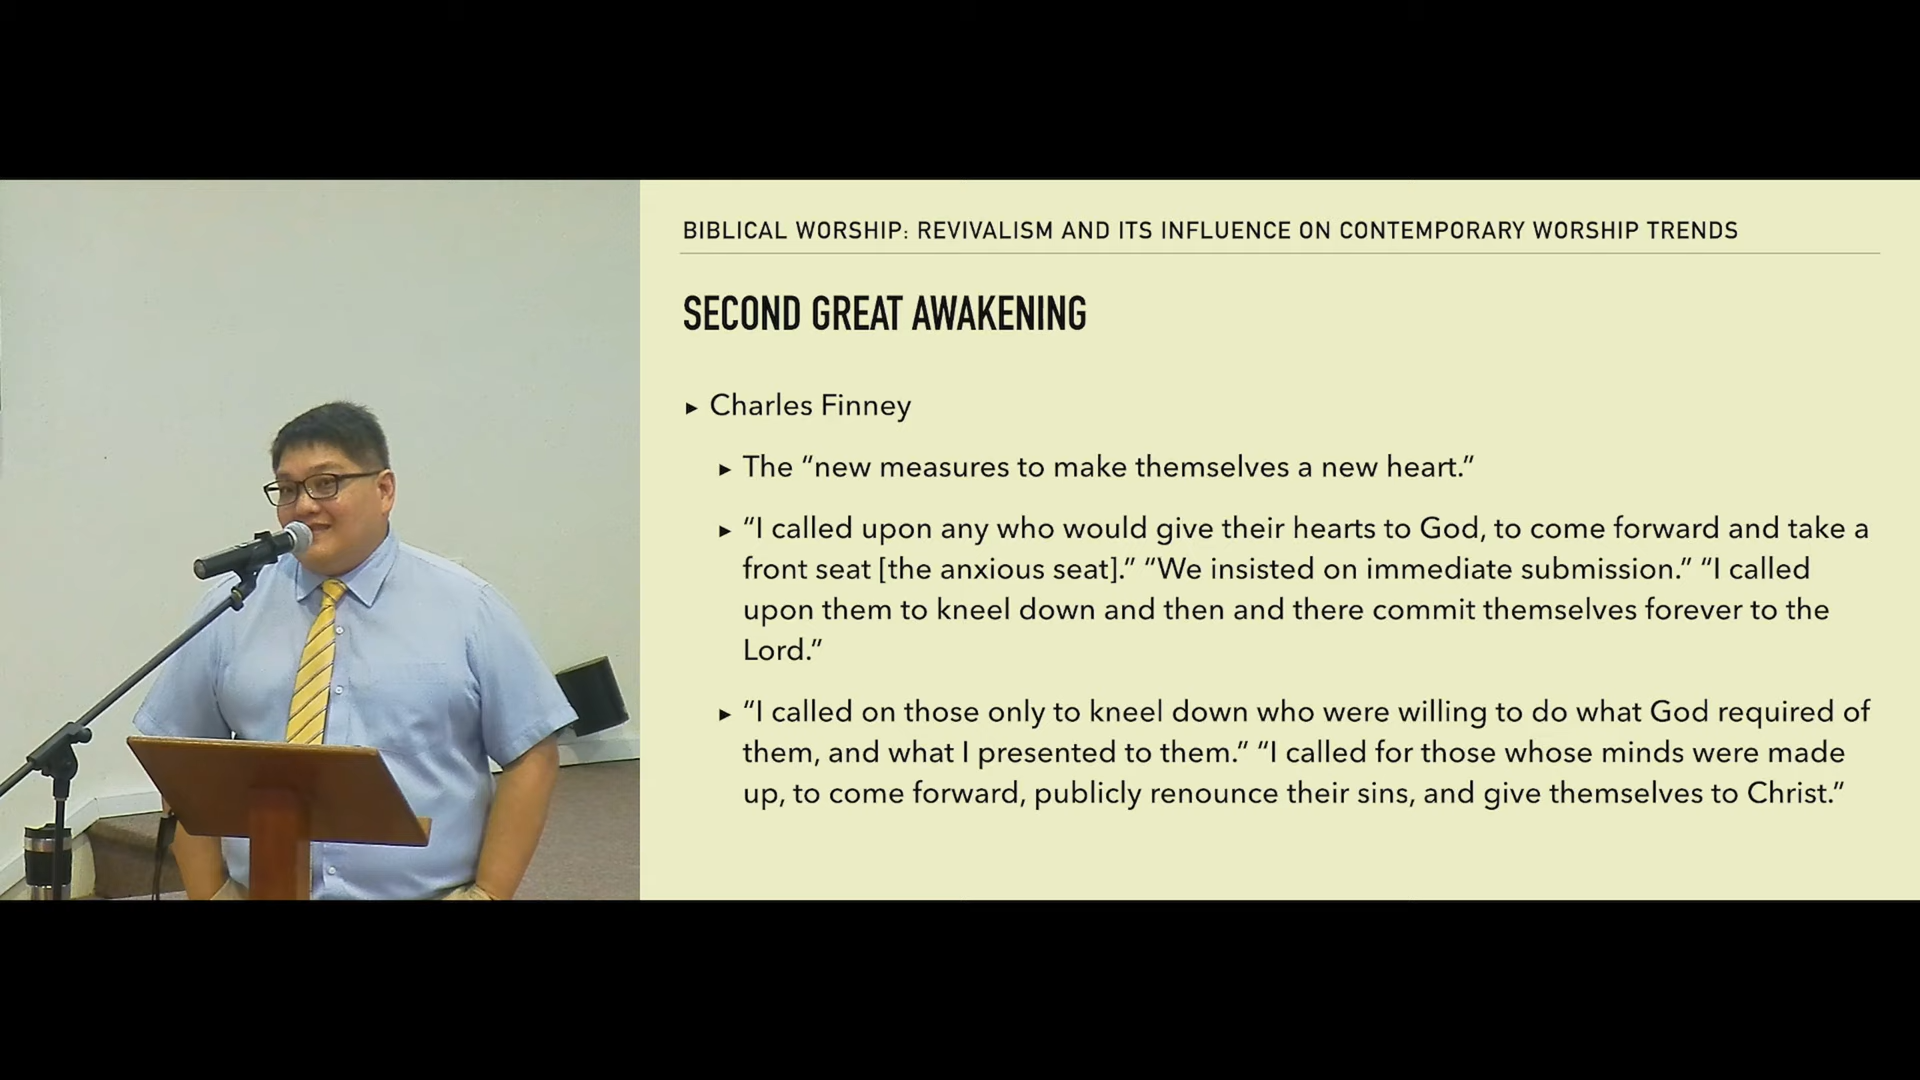 BIBLICAL WORSHIP: REVIVALISM AND ITS INFLUENCE ON CONTEMPORARY WORSHIP TRENDS
SECOND GREAT AWAKENING
▸ Charles Finney
▸ The “new measures to make themselves a new heart.”
▸ “I called upon any who would give their hearts to God, to come forward and take a
front seat [the anxious seat].” “We insisted on immediate submission.” “I called
upon them to kneel down and then and there commit themselves forever to the
Lord.”
▸ “I called on those only to kneel down who were willing to do what God required of
them, and what I presented to them.” “I called for those whose minds were made
up, to come forward, publicly renounce their sins, and give themselves to Christ.”